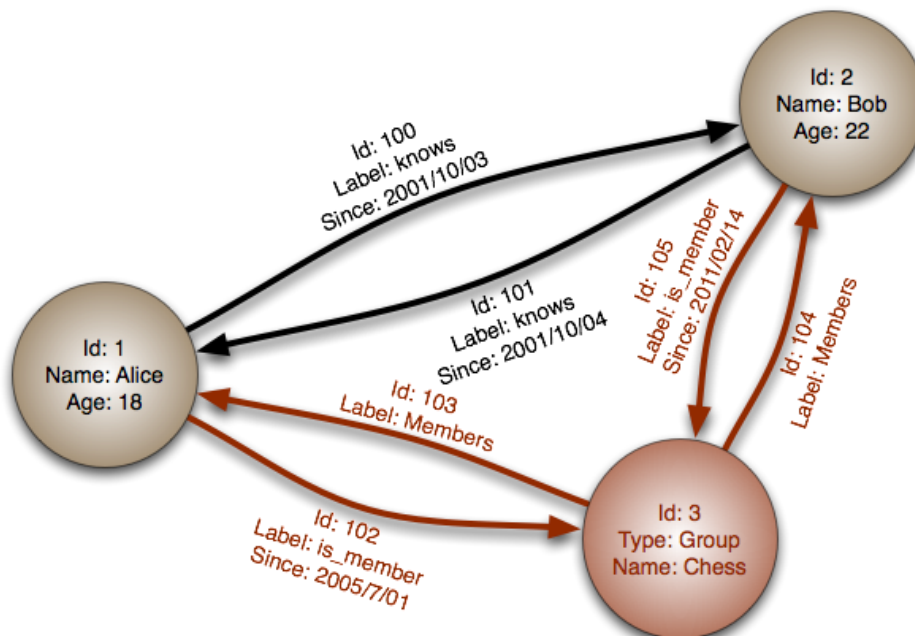 Id: 2
Name: Bob
Age: 22
Id: 100
Label: knows
Since: 2001/10/03
Id: 101
Label: knows
Since: 2001/10/04
Id: 105
Label: is_member
Since: 2011/02/14
Id: 104
Label: Members
Id: 1
Name: Alice
Age: 18
Id: 103
Label: Members
Id: 102
Label: is_member
Since: 2005/7/01
Id: 3
Type: Group
Name: Chess